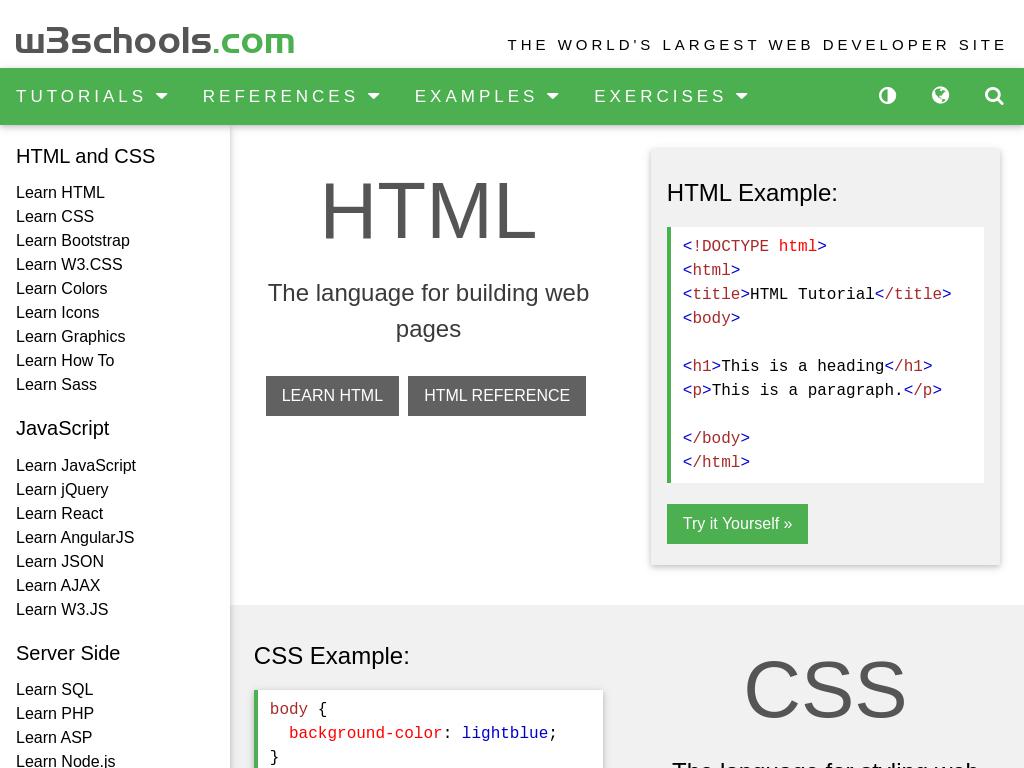 w3schools.com
THE WORLD'S LARGEST WEB DEVELOPER SITE
TUTORIALS REFERENCES EXAMPLES EXERCISES
HTML and CSS
Learn HTML
Learn CSS
Learn Bootstrap
Learn W3.CSS
Learn Colors
Learn Icons
Learn Graphics
Learn How To
Learn Sass
JavaScript
Learn JavaScript
Learn jQuery
Learn React
Learn AngularJS
Learn JSON
Learn AJAX
Learn W3.JS
Server Side
Learn SQL
Learn PHP
Learn ASP
Learn Node.js
HTML
The language for building web
pages
LEARN HTML HTML REFERENCE
HTML Example:
<!DOCTYPE html>
<html>
<title>HTML Tutorial</title>
<body>
<h1>This is a heading</h1>
<p>This is a paragraph.</p>
</body>
</html>
Try it Yourself »
CSS Example:
body {
background-color: lightblue;
}
CSS
The language for styling web